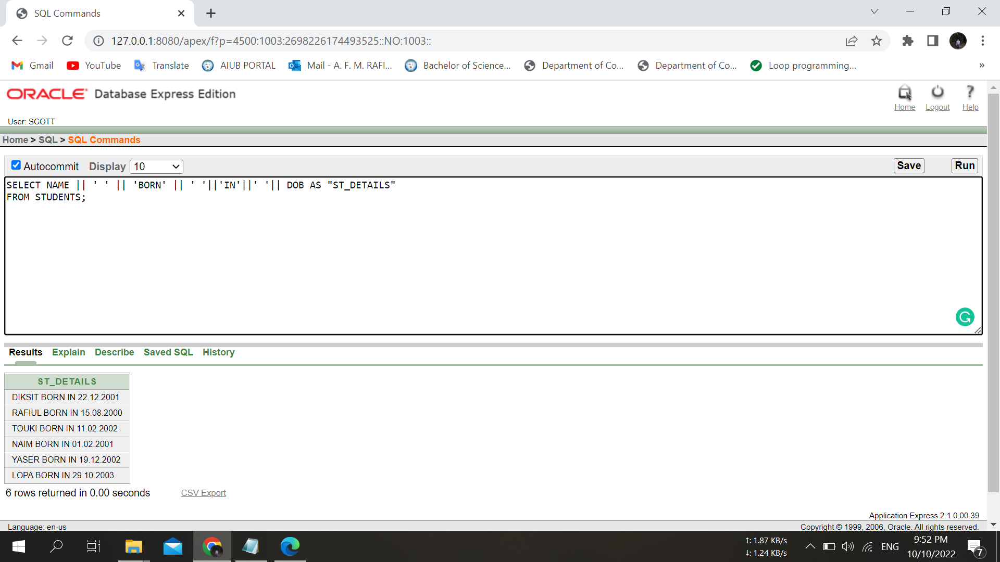 SQL Commands
127.0.0.1:8080/apex/f?p=4500:1003:2698226174493525::NO:1003::
Gmail YouTube Translate AIUB PORTAL Mail - A. F. M. RAFI... Bachelor of Science... Department of Co... Department of Co... Loop programming... »
ORACLE Database Express Edition
Home Logout Help
User: SCOTT
Home > SQL > SQL Commands
Autocommit Display 10 Save Run
SELECT NAME || ' ' || 'BORN' || ' '||'IN'||' '|| DOB AS "ST_DETAILS"
FROM STUDENTS;
Results Explain Describe Saved SQL History
ST_DETAILS
DIKSIT BORN IN 22.12.2001
RAFIUL BORN IN 15.08.2000
TOUKI BORN IN 11.02.2002
NAIM BORN IN 01.02.2001
YASER BORN IN 19.12.2002
LOPA BORN IN 29.10.2003
6 rows returned in 0.00 seconds CSV Export
Application Express 2.1.0.00.39
Language: en-us Copyright © 1999, 2006, Oracle. All rights reserved.
↑: 1.87 KB/s
↓: 1.24 KB/s
ENG
9:52 PM
10/10/2022
7